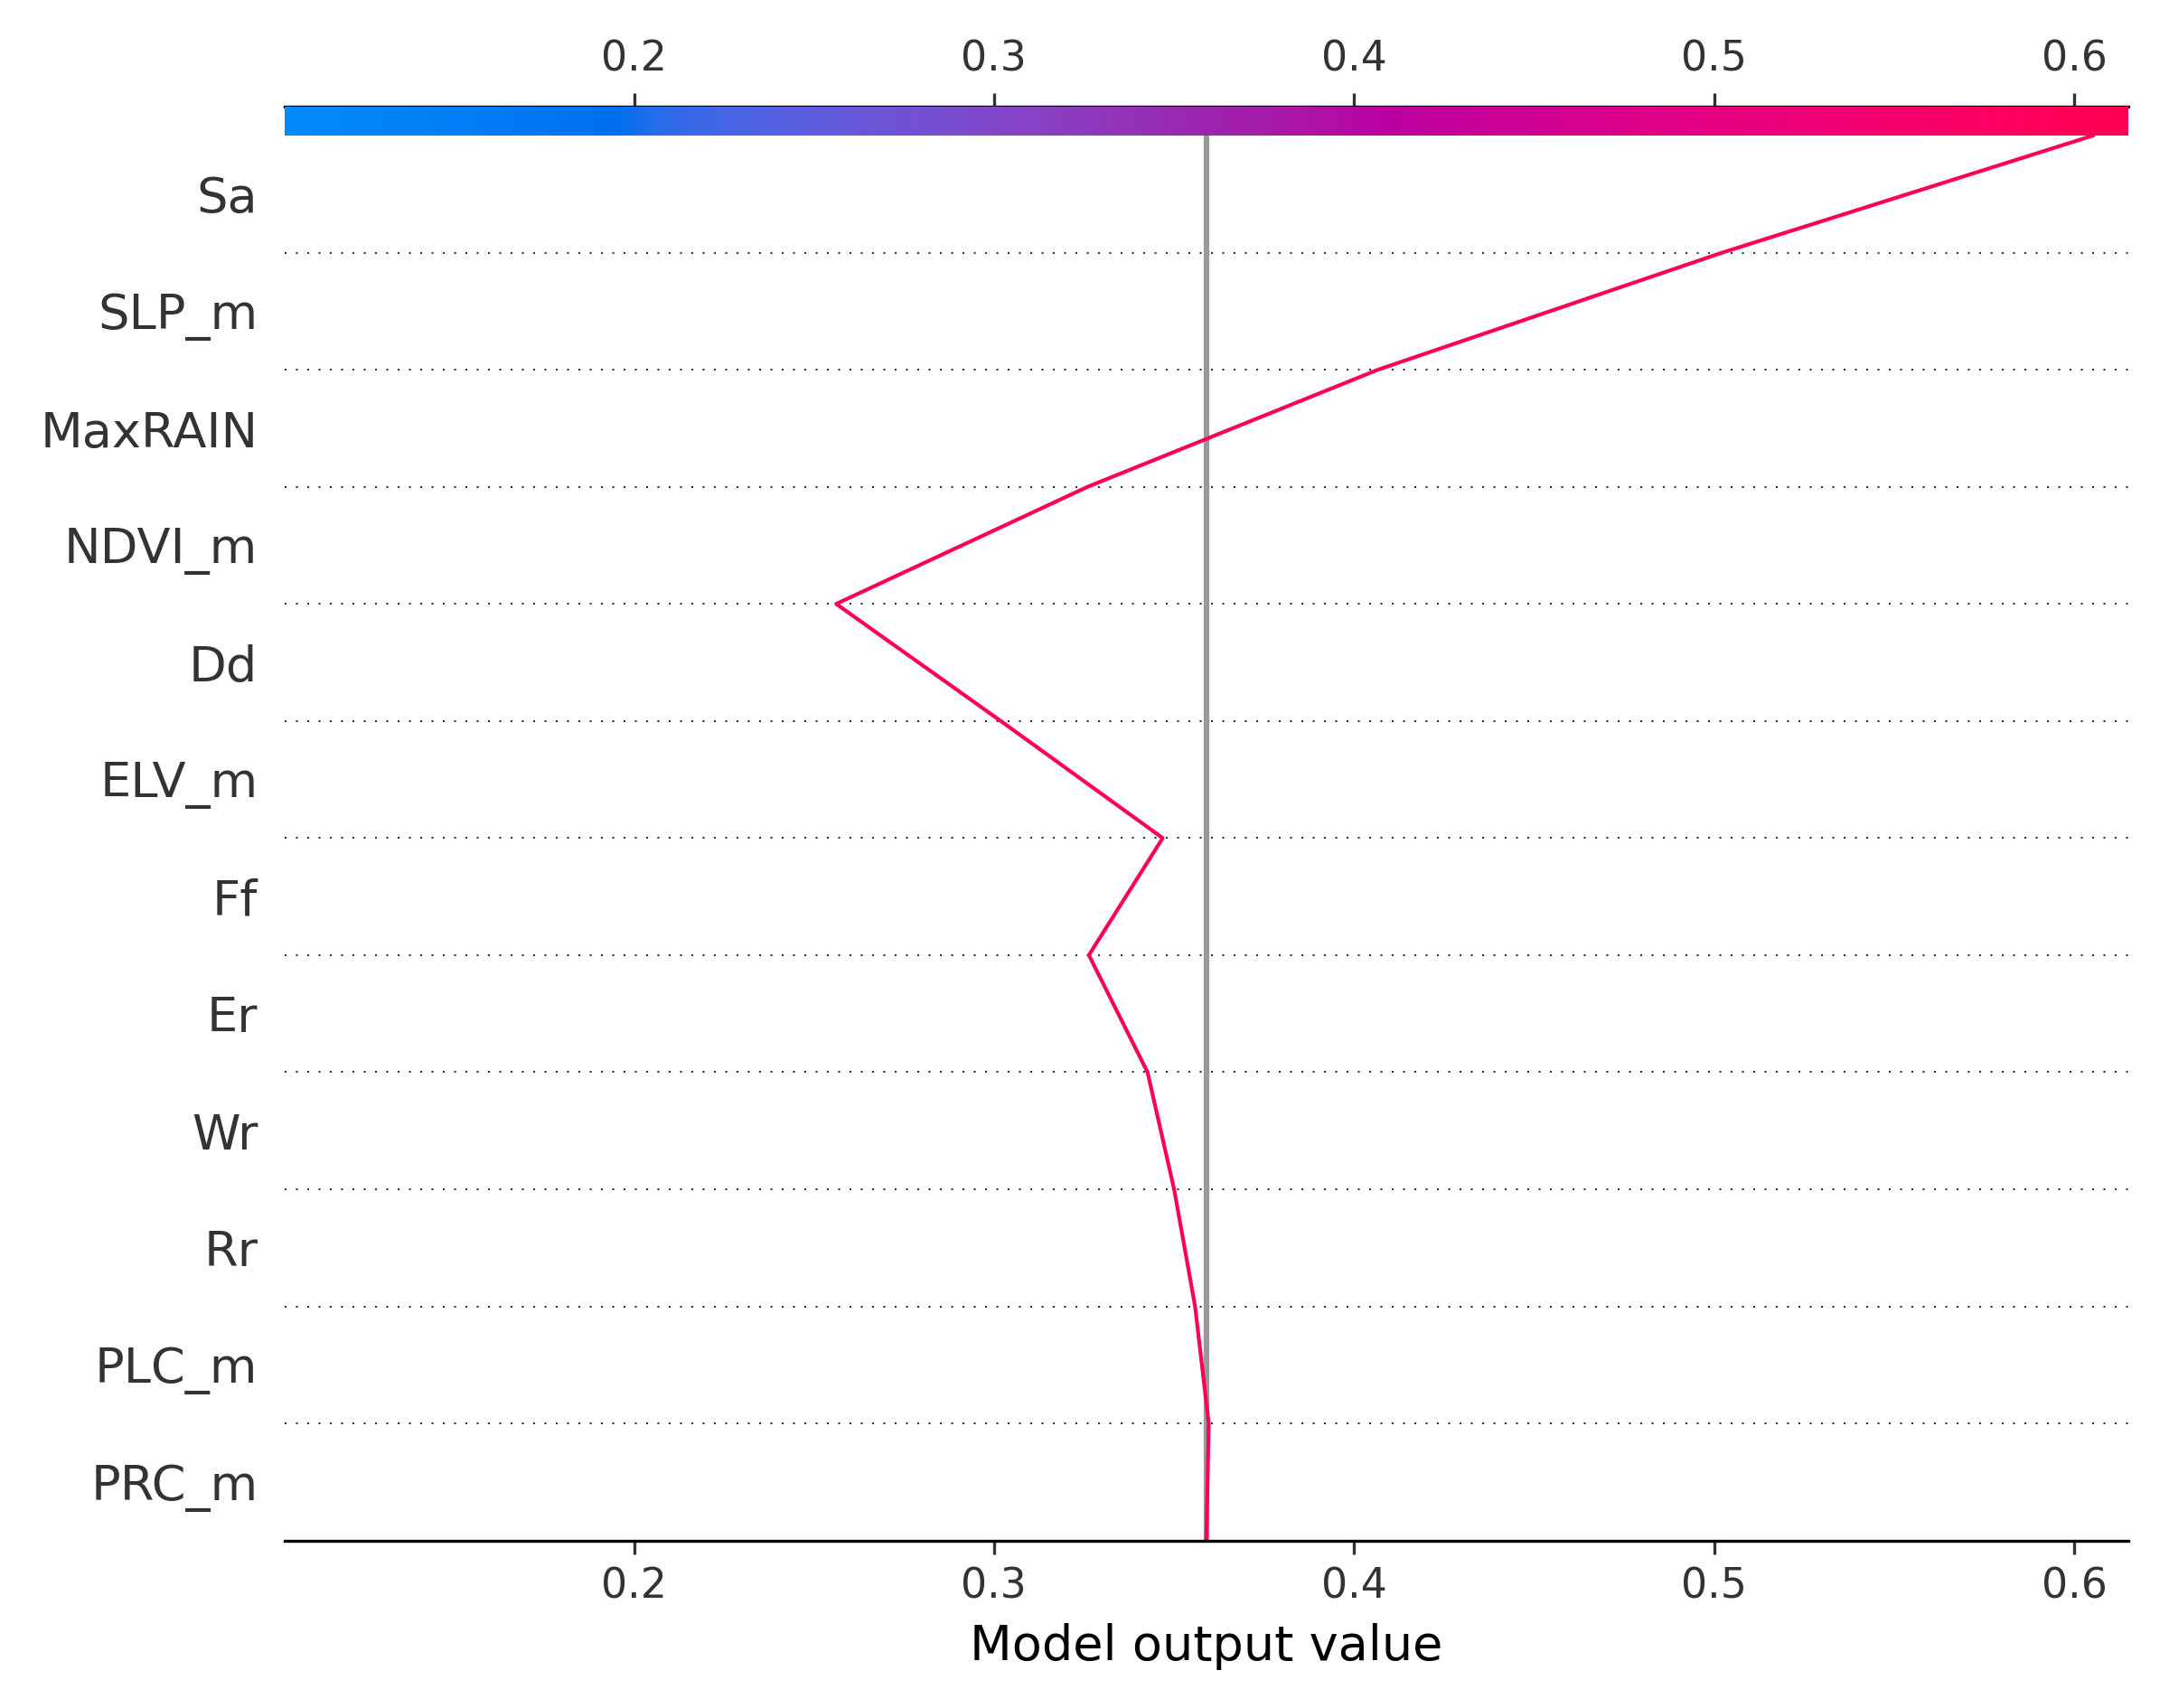 0.2 0.3 0.4 0.5 0.6
Sa
SLP_m
MaxRAIN
NDVI_m
Dd
ELV_m
Ff
Er
Wr
Rr
PLC_m
PRC_m
0.2 0.3 0.4 0.5 0.6
Model output value